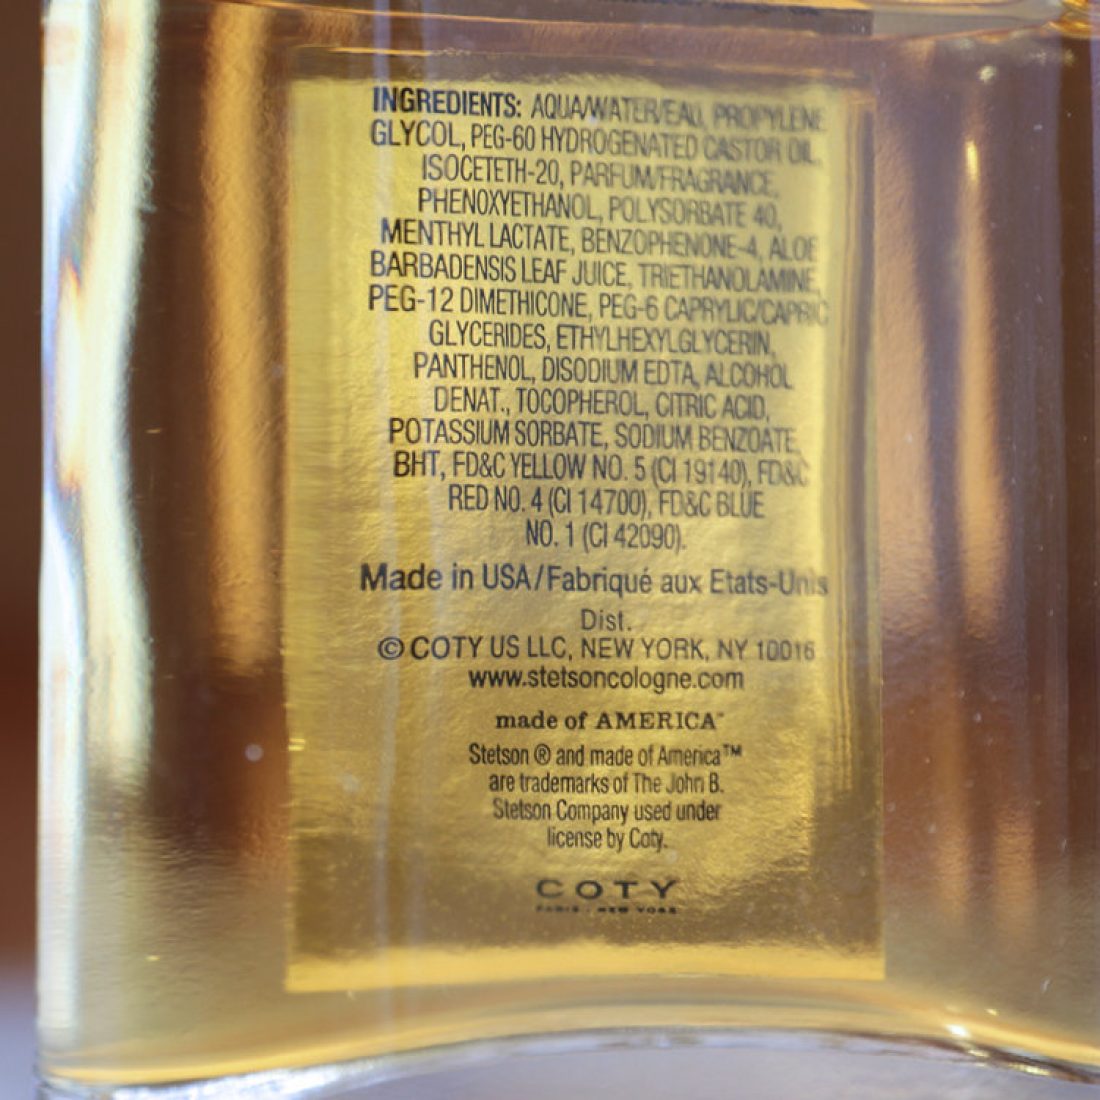 INGREDIENTS: AQUA/WATER/EAU, PROPYLENE
GLYCOL, PEG-60 HYDROGENATED CASTOR OIL,
ISOCETETH-20, PARFUM/FRAGRANCE,
PHENOXYETHANOL, POLYSORBATE 40,
MENTHYL LACTATE, BENZOPHENONE-4, ALOE
BARBADENSIS LEAF JUICE, TRIETHANOLAMINE,
PEG-12 DIMETHICONE, PEG-6 CAPRYLIC/CAPRIC
GLYCERIDES, ETHYLHEXYLGLYCERIN,
PANTHENOL, DISODIUM EDTA, ALCOHOL
DENAT., TOCOPHEROL, CITRIC ACID,
POTASSIUM SORBATE, SODIUM BENZOATE,
BHT, FD&C YELLOW NO. 5 (CI 19140), FD&C
RED NO. 4 (CI 14700), FD&C BLUE
NO. 1 (CI 42090).
Made in USA/Fabriqué aux Etats-Unis
Dist.
© COTY US LLC, NEW YORK, NY 10016
www.stetsoncologne.com
made of AMERICA™
Stetson ® and made of America™
are trademarks of The John B.
Stetson Company used under
license by Coty.
COTY
PARIS . NEW YORK